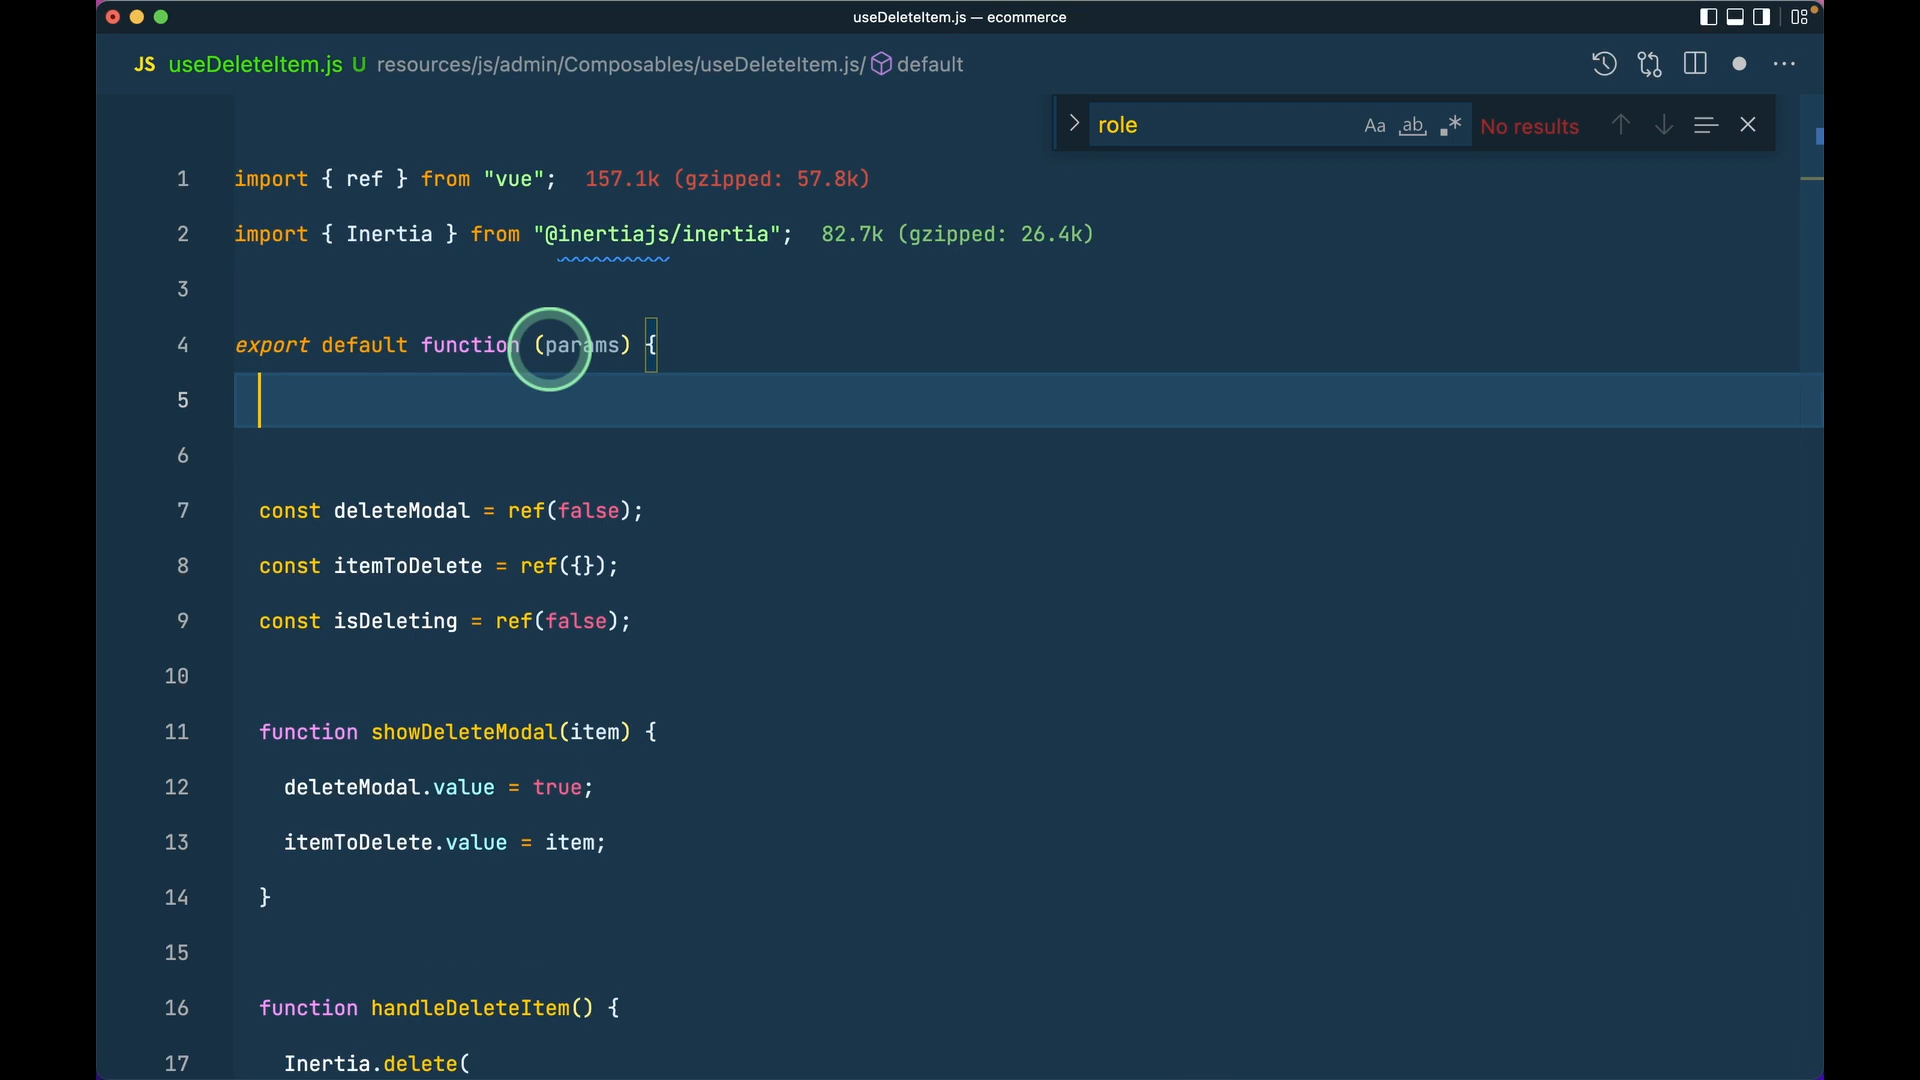 useDeleteItem.js — ecommerce
JS useDeleteItem.js U resources/js/admin/Composables/useDeleteItem.js/ default
role Aa ab .* No results
1 import { ref } from "vue"; 157.1k (gzipped: 57.8k)
2 import { Inertia } from "@inertiajs/inertia"; 82.7k (gzipped: 26.4k)
3
4 export default function (params) {
5
6
7 const deleteModal = ref(false);
8 const itemToDelete = ref({});
9 const isDeleting = ref(false);
10
11 function showDeleteModal(item) {
12 deleteModal.value = true;
13 itemToDelete.value = item;
14 }
15
16 function handleDeleteItem() {
17 Inertia.delete(